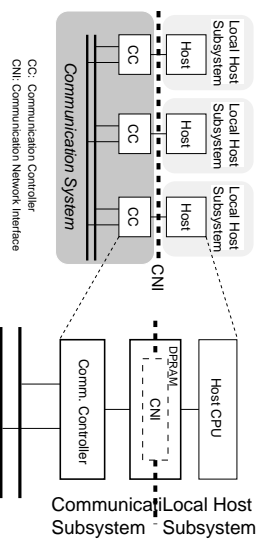 Local Host
Subsystem
Local Host
Subsystem
Local Host
Subsystem
Host
Host
Host
CNI
CC
CC
CC
Communication System
CC: Communication Controller
CNI: Communication Network Interface
Host CPU
DPRAM
CNI
Comm. Controller
Local Host
Subsystem
Communicati
Subsystem